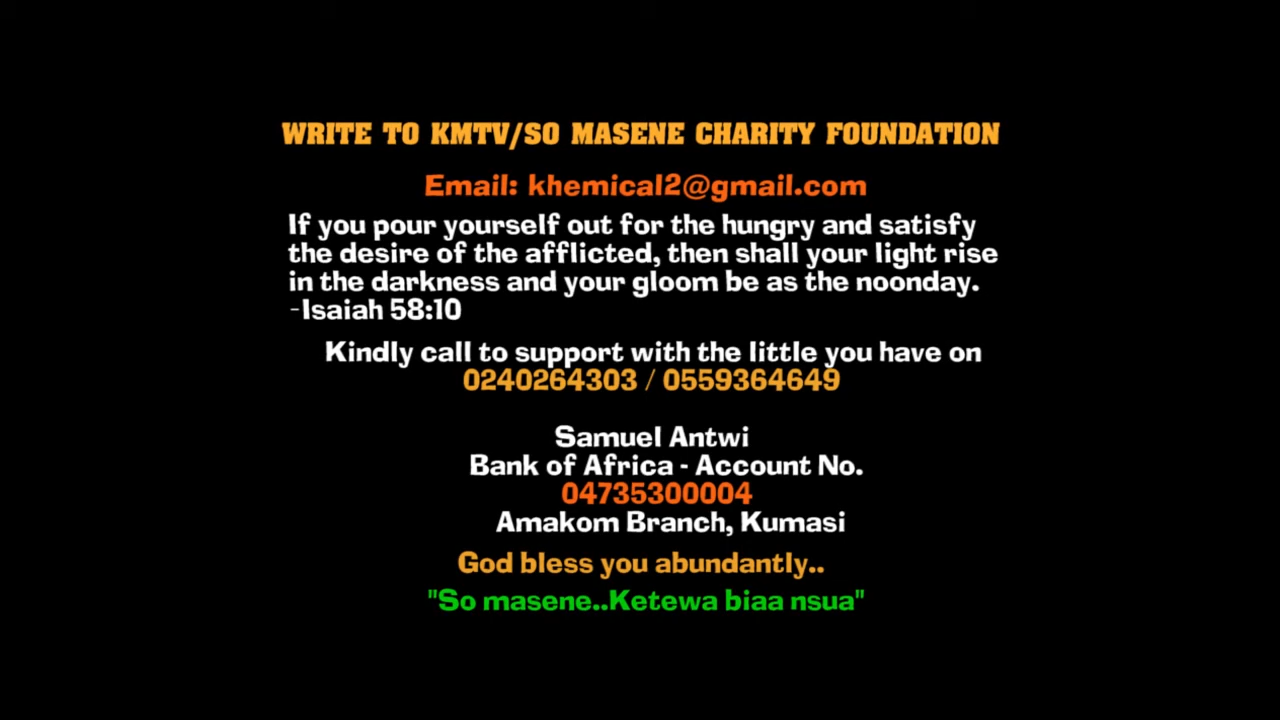 WRITE TO KMTV/SO MASENE CHARITY FOUNDATION
Email: khemical2@gmail.com
If you pour yourself out for the hungry and satisfy
the desire of the afflicted, then shall your light rise
in the darkness and your gloom be as the noonday.
-Isaiah 58:10
Kindly call to support with the little you have on
0240264303 / 0559364649
Samuel Antwi
Bank of Africa - Account No.
04735300004
Amakom Branch, Kumasi
God bless you abundantly..
"So masene..Ketewa biaa nsua"